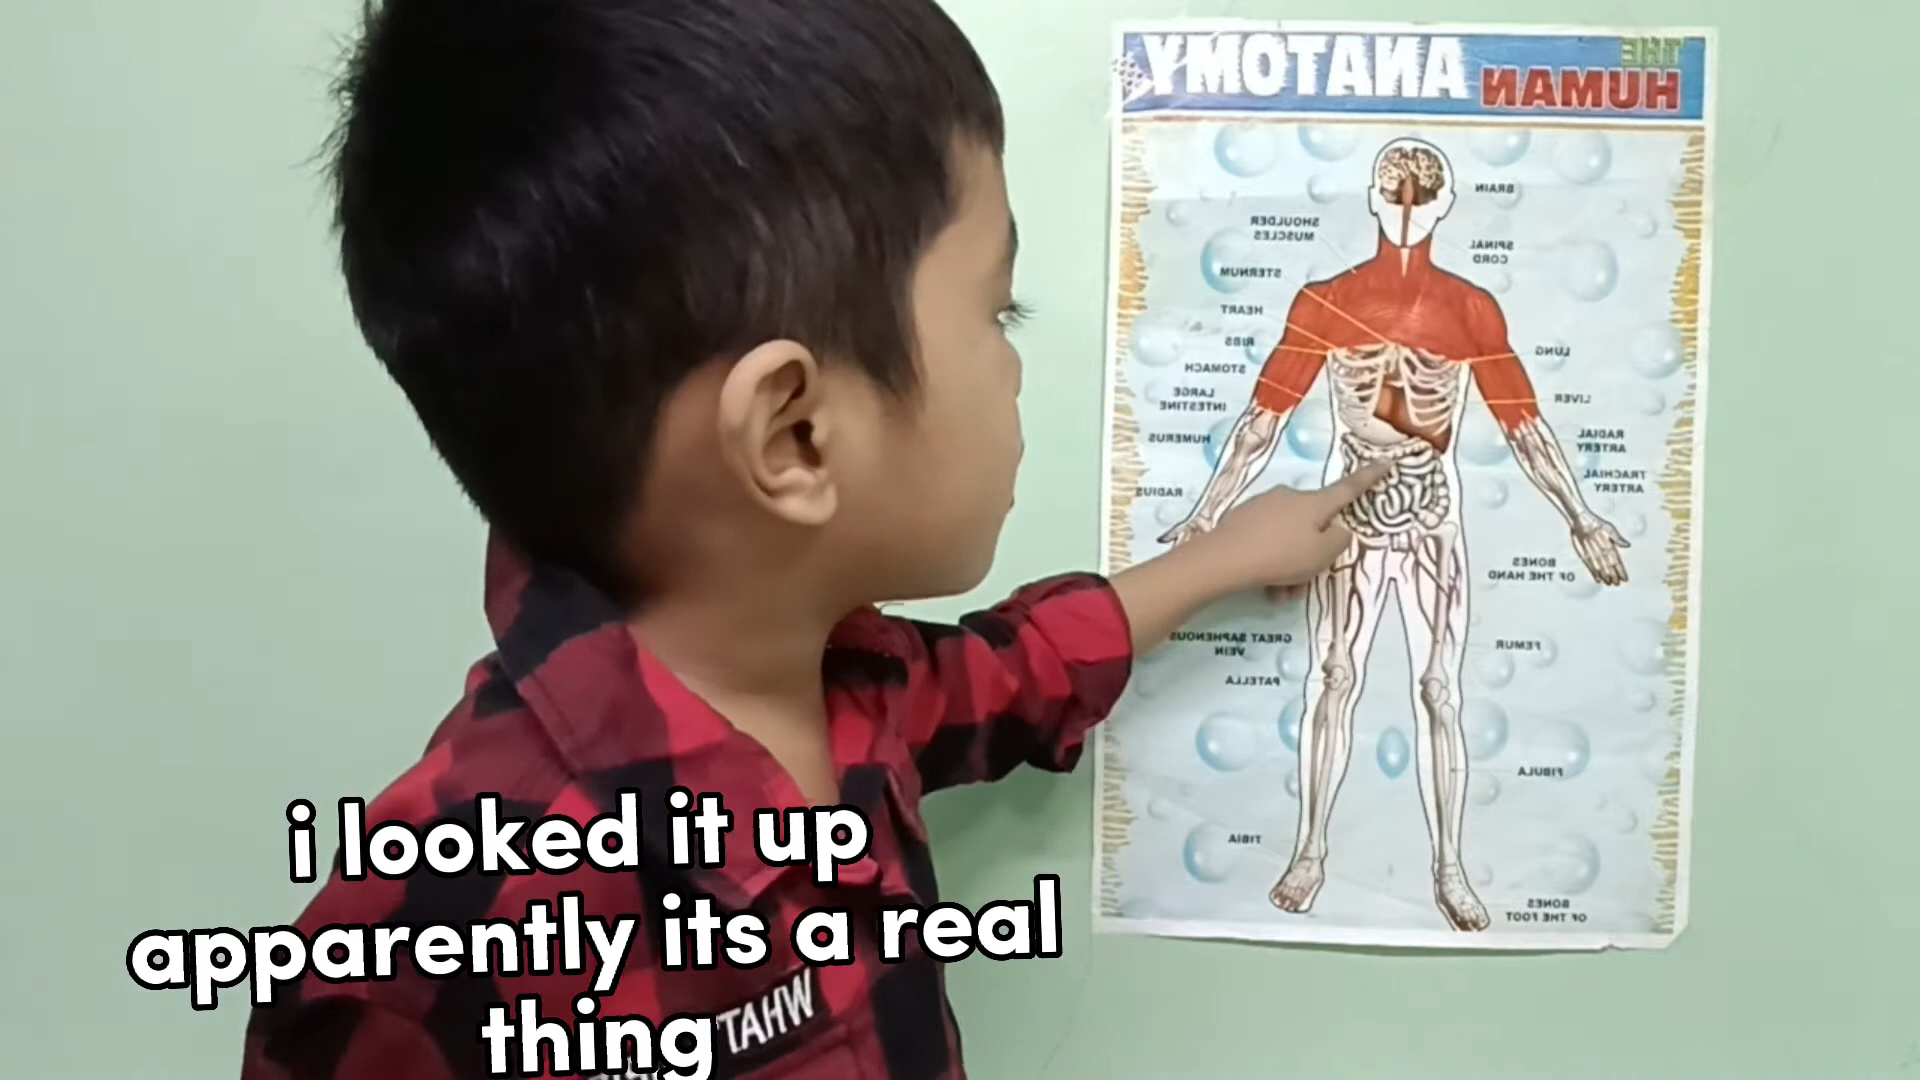 THE
HUMAN ANATOMY
BRAIN
SHOULDER
MUSCLES
SPINAL
CORD
STERNUM
HEART
RIBS
LUNG
STOMACH
LARGE
INTESTINE
LIVER
HUMERUS
RADIAL
ARTERY
TRACHIAL
ARTERY
RADIUS
BONES
OF THE HAND
GREAT SAPHENOUS
VEIN
FEMUR
PATELLA
FIBULA
TIBIA
BONES
OF THE FOOT
i looked it up
apparently its a real
thing
WHAT